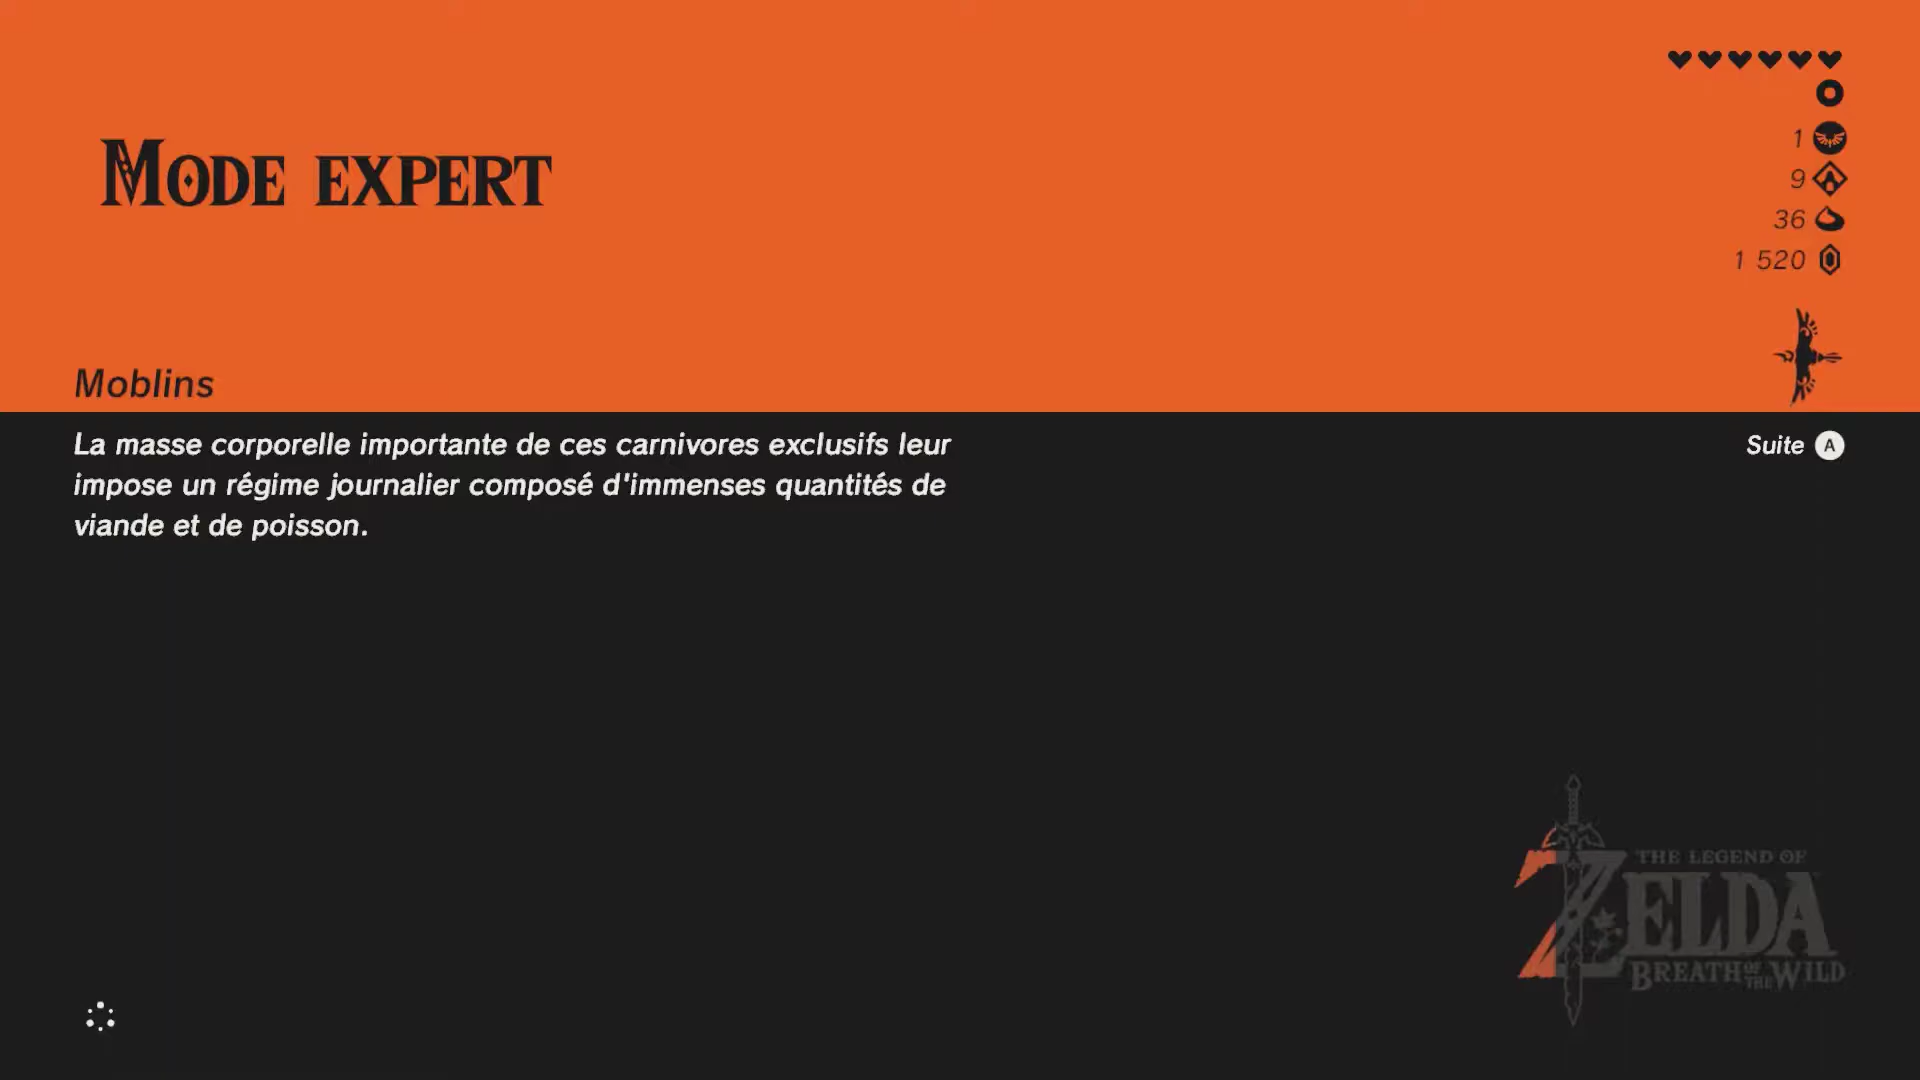 Mode expert
1
9
36
1 520
Moblins
La masse corporelle importante de ces carnivores exclusifs leur
impose un régime journalier composé d'immenses quantités de
viande et de poisson.
Suite A
THE LEGEND OF
ZELDA
BREATH OF THE WILD